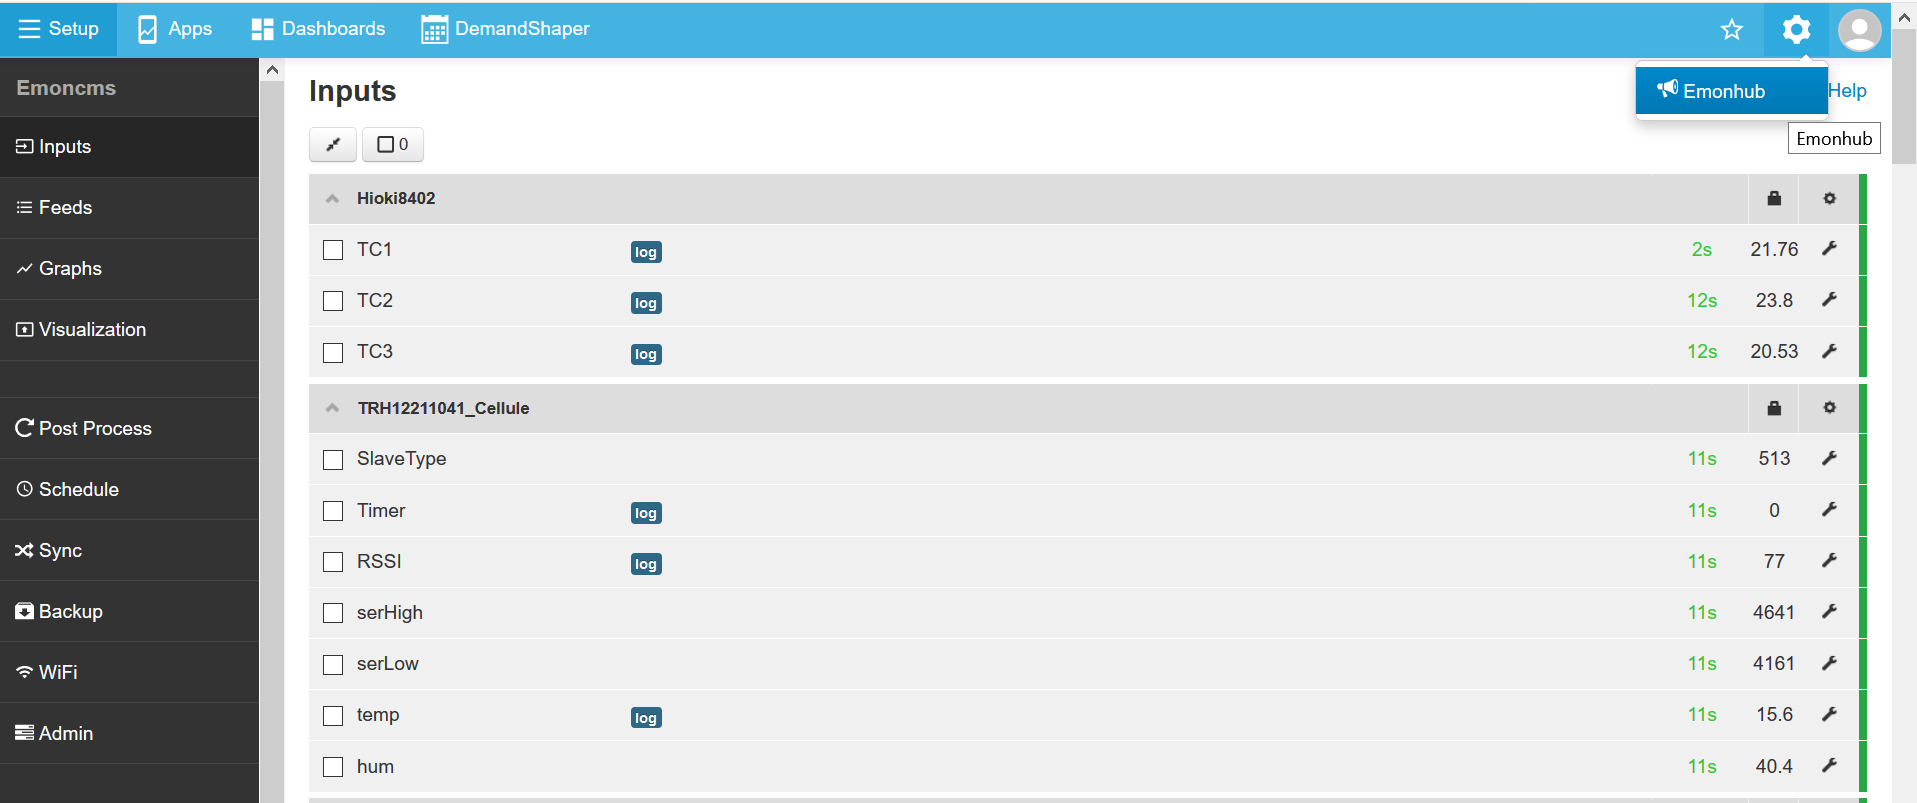 Setup Apps Dashboards DemandShaper
Emoncms
Inputs
Feeds
Graphs
Visualization
Post Process
Schedule
Sync
Backup
WiFi
Admin
Inputs
Emonhub
Help
Emonhub
0
Hioki8402
TC1 log 2s 21.76
TC2 log 12s 23.8
TC3 log 12s 20.53
TRH12211041_Cellule
SlaveType 11s 513
Timer log 11s 0
RSSI log 11s 77
serHigh 11s 4641
serLow 11s 4161
temp log 11s 15.6
hum 11s 40.4